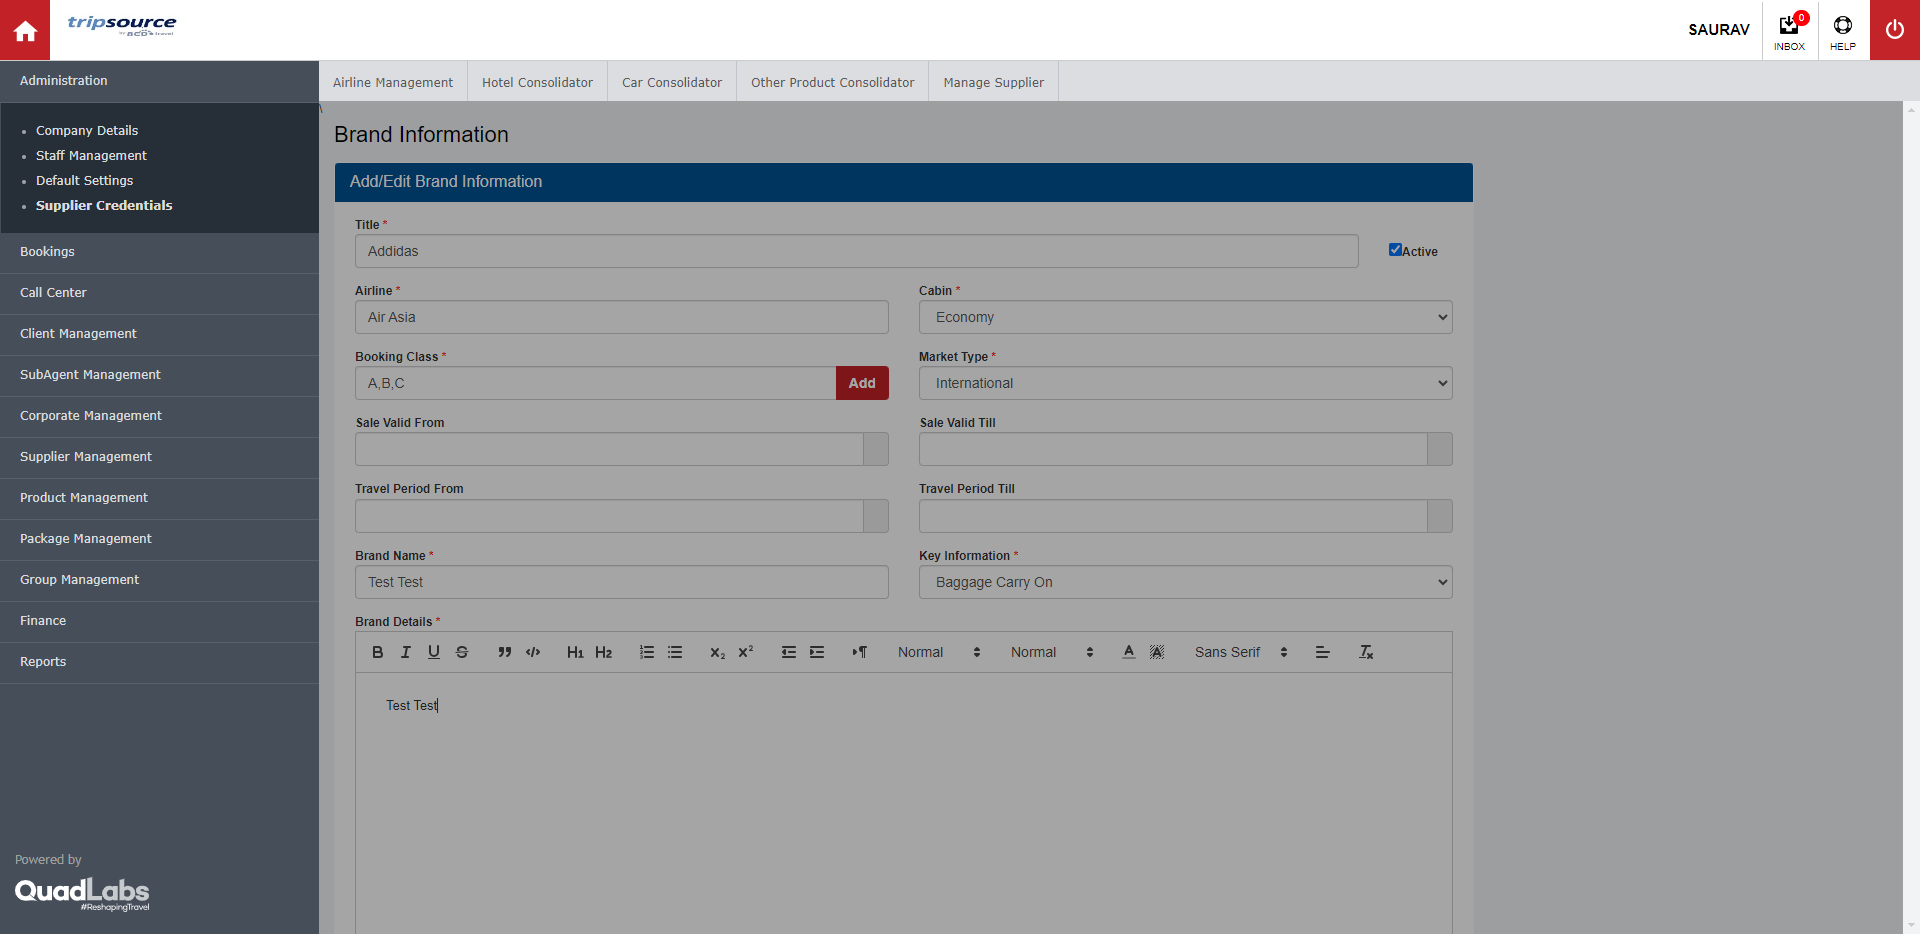 tripsource
SAURAV
0
INBOX
HELP
Administration
Company Details
Staff Management
Default Settings
Supplier Credentials
Bookings
Call Center
Client Management
SubAgent Management
Corporate Management
Supplier Management
Product Management
Package Management
Group Management
Finance
Reports
Powered by
QuadLabs
#ReshapingTravel
Airline Management
Hotel Consolidator
Car Consolidator
Other Product Consolidator
Manage Supplier
\
Brand Information
Add/Edit Brand Information
Title *
Addidas
Active
Airline *
Air Asia
Cabin *
Economy
Booking Class *
A,B,C
Add
Market Type *
International
Sale Valid From
Sale Valid Till
Travel Period From
Travel Period Till
Brand Name *
Test Test
Key Information *
Baggage Carry On
Brand Details *
Normal
Normal
Sans Serif
Test Test